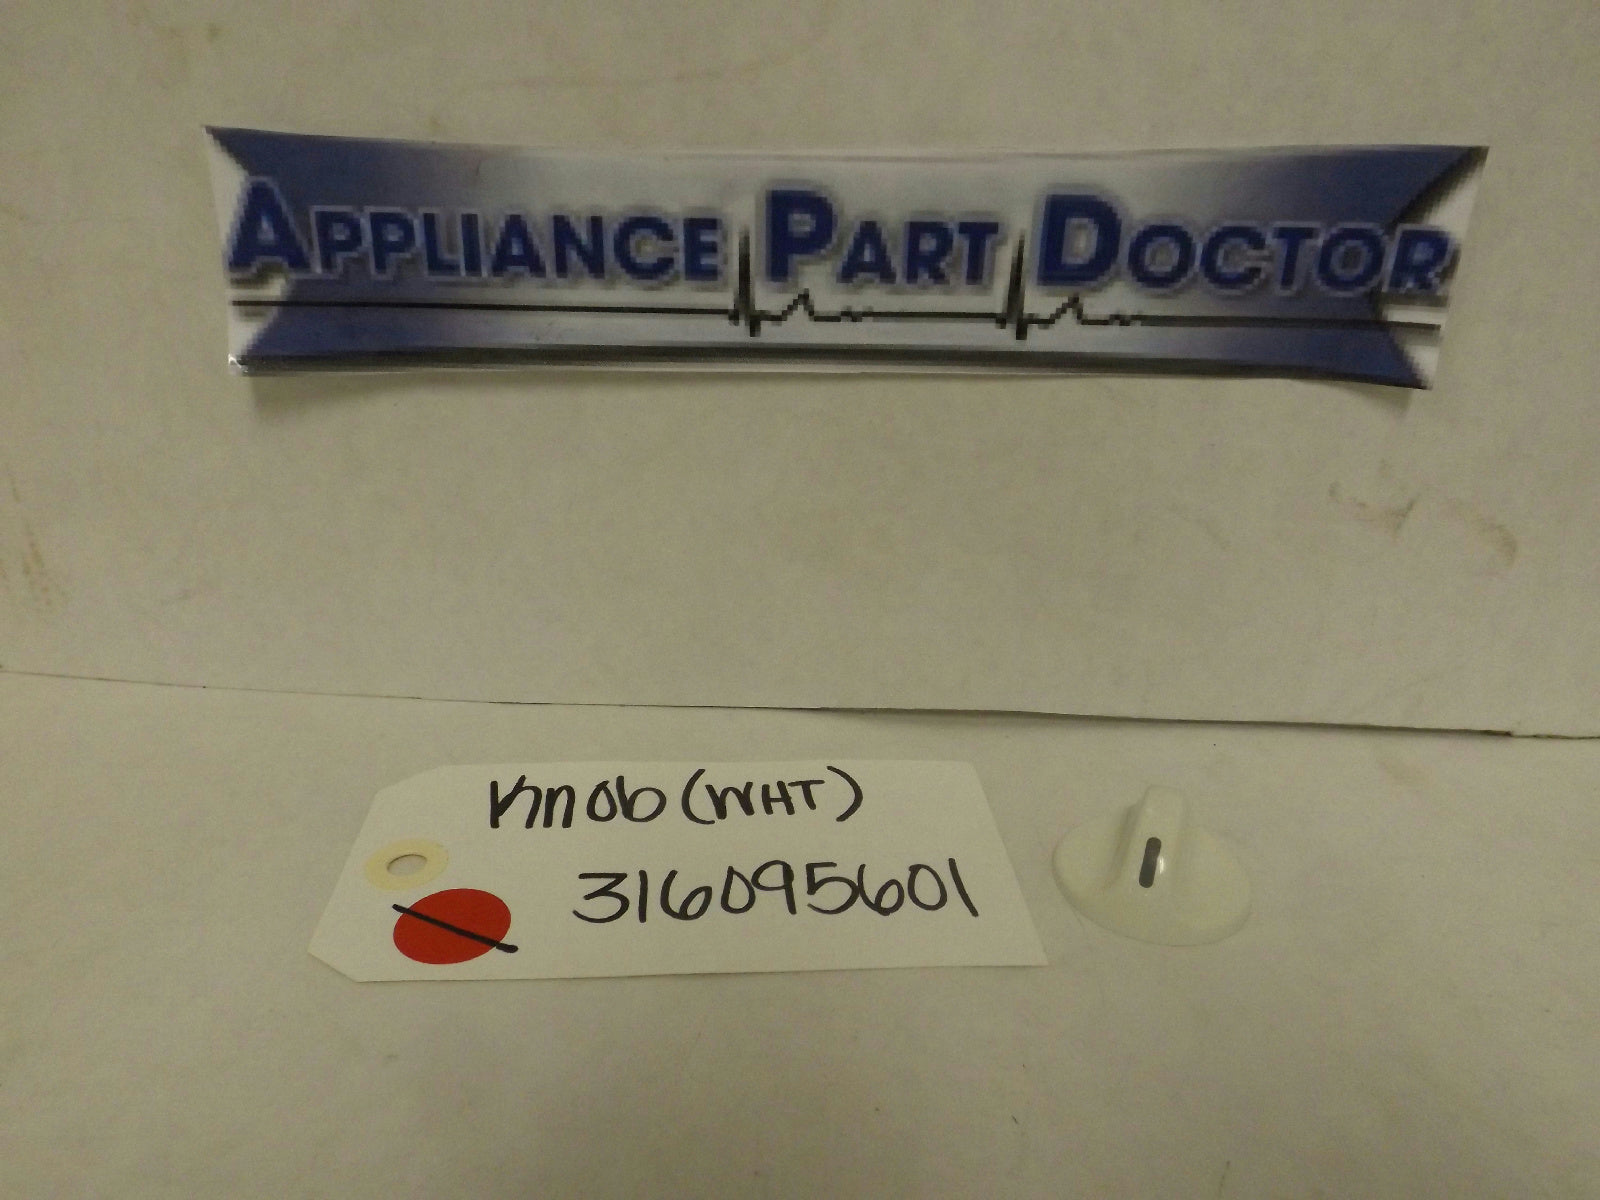 APPLIANCE PART DOCTOR
Knob (WHT)
316095601